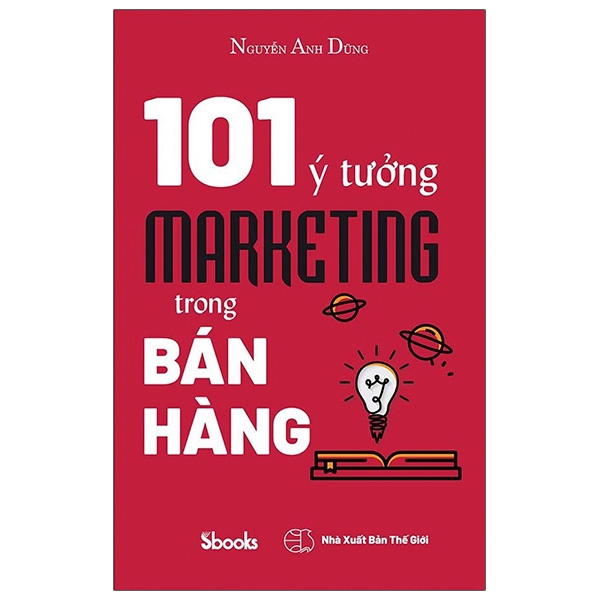 Nguyễn Anh Dũng
101 ý tưởng
MARKETING
trong
BÁN
HÀNG
Sbooks
Nhà Xuất Bản Thế Giới